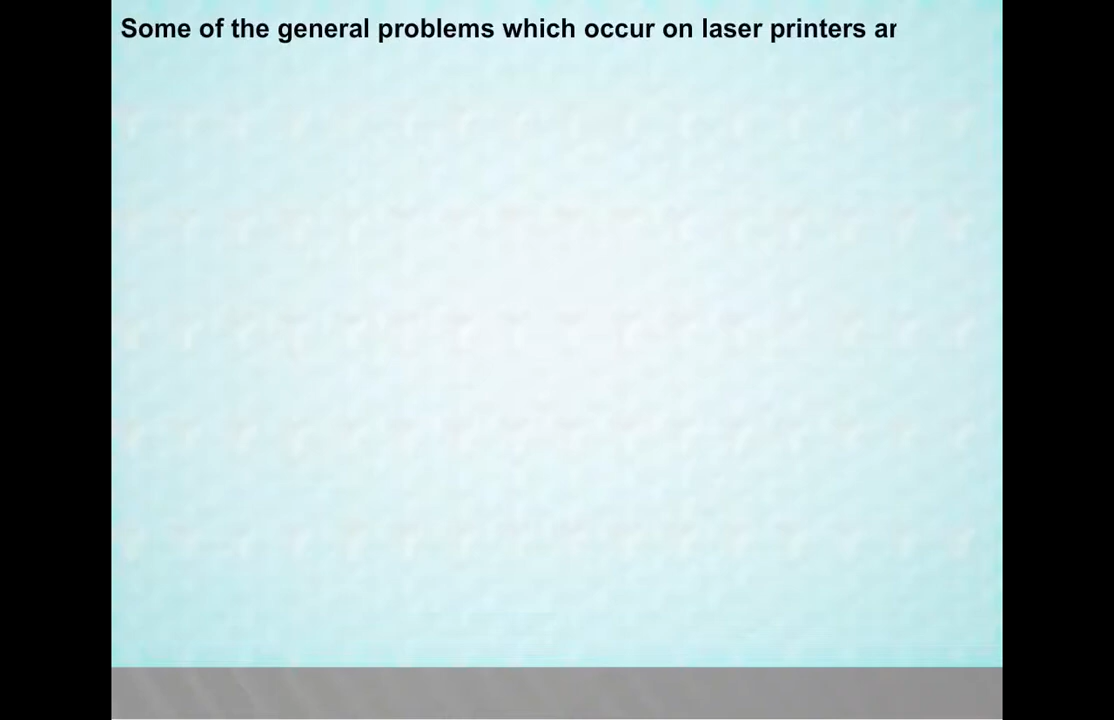 Some of the general problems which occur on laser printers ar